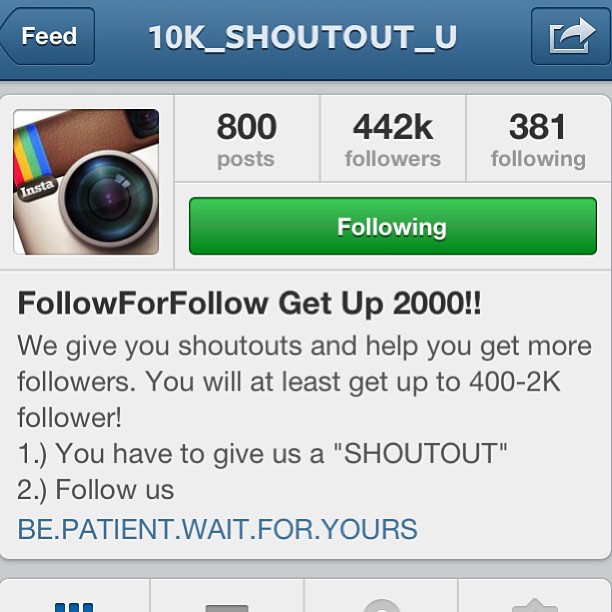 Feed
10K_SHOUTOUT_U
Insta
800
442k
381
posts
followers
following
Following
FollowForFollow Get Up 2000!!
We give you shoutouts and help you get more
followers. You will at least get up to 400-2K
follower!
1.) You have to give us a "SHOUTOUT"
2.) Follow us
BE.PATIENT.WAIT.FOR.YOURS